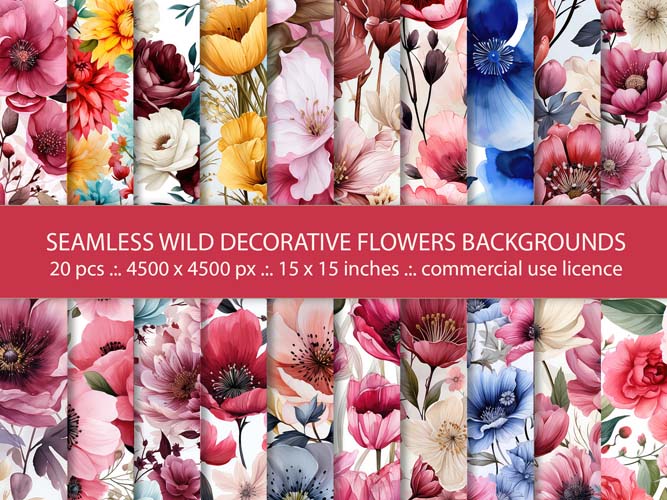 SEAMLESS WILD DECORATIVE FLOWERS BACKGROUNDS
20 pcs .:. 4500 x 4500 px .:. 15 x 15 inches .:. commercial use licence